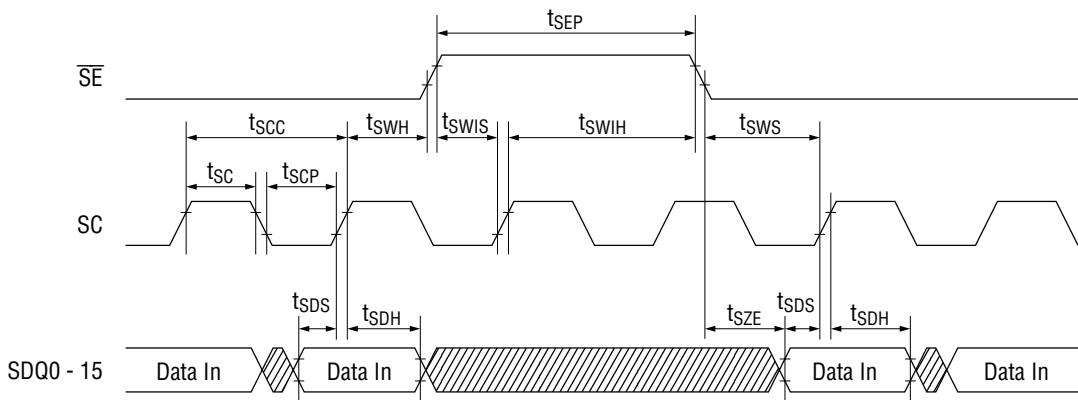 tSEP
SE
tSCC tSWH tSWIS tSWIH tSWS
tSC tSCP
SC
tSDS tSDH tSZE tSDS tSDH
SDQ0 - 15 Data In Data In Data In Data In